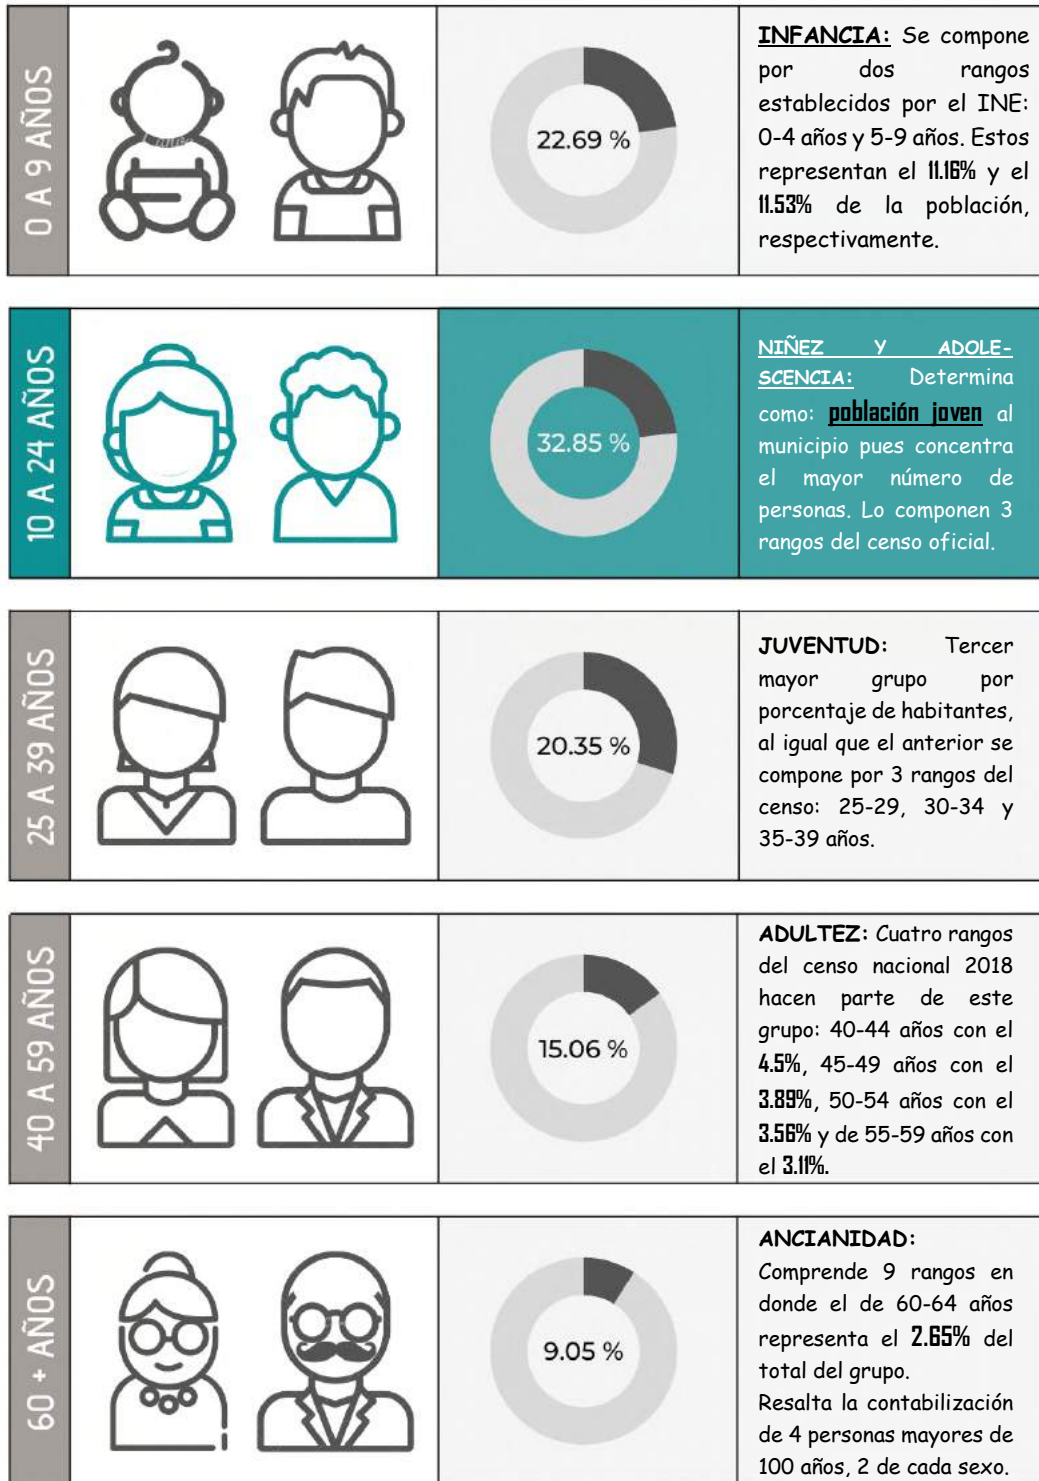 0 A 9 AÑOS
22.69 %
INFANCIA: Se compone
por dos rangos
establecidos por el INE:
0-4 años y 5-9 años. Estos
representan el 11.16% y el
11.53% de la población,
respectivamente.
10 A 24 AÑOS
32.85 %
NIÑEZ Y ADOLE-
SCENCIA: Determina
como: población joven al
municipio pues concentra
el mayor número de
personas. Lo componen 3
rangos del censo oficial.
25 A 39 AÑOS
20.35 %
JUVENTUD: Tercer
mayor grupo por
porcentaje de habitantes,
al igual que el anterior se
compone por 3 rangos del
censo: 25-29, 30-34 y
35-39 años.
40 A 59 AÑOS
15.06 %
ADULTEZ: Cuatro rangos
del censo nacional 2018
hacen parte de este
grupo: 40-44 años con el
4.5%, 45-49 años con el
3.89%, 50-54 años con el
3.56% y de 55-59 años con
el 3.11%.
60 + AÑOS
9.05 %
ANCIANIDAD:
Comprende 9 rangos en
donde el de 60-64 años
representa el 2.65% del
total del grupo.
Resalta la contabilización
de 4 personas mayores de
100 años, 2 de cada sexo.